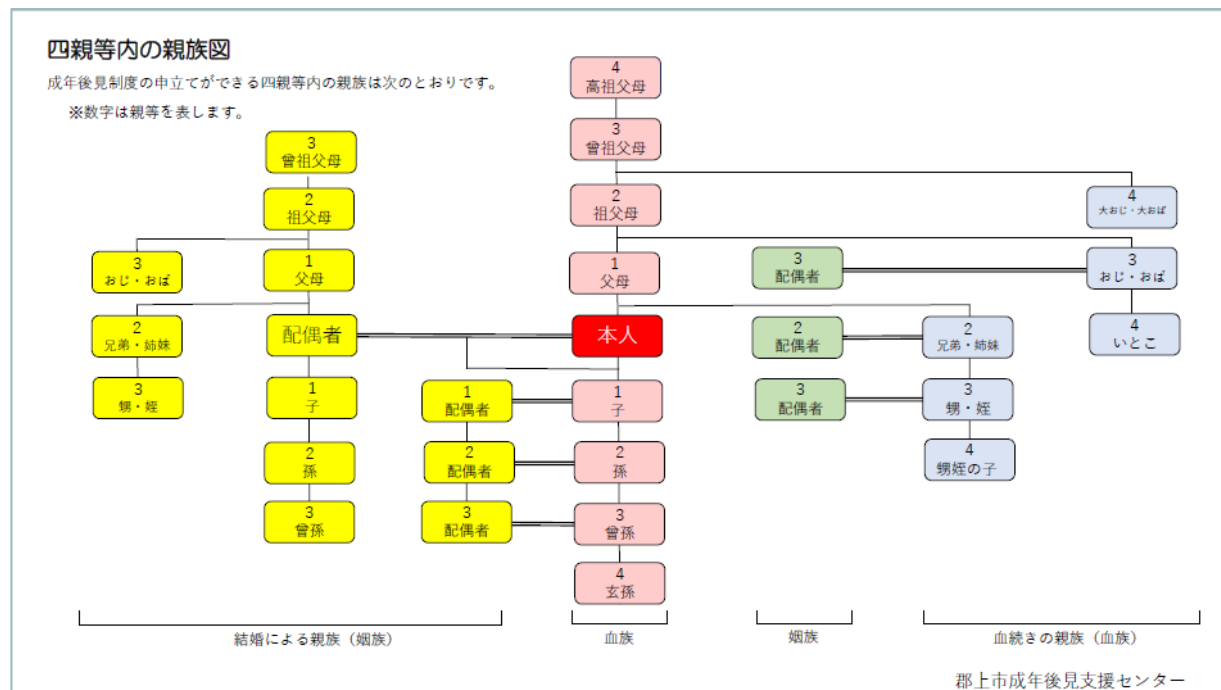 四親等内の親族図
成年後見制度の申立てができる四親等内の親族は次のとおりです。
※数字は親等を表します。
4
高祖父母
3
曾祖父母
3
曾祖父母
2
祖父母
2
祖父母
4
大おじ・大おば
3
おじ・おば
1
父母
1
父母
3
配偶者
3
おじ・おば
2
兄弟・姉妹
配偶者
本人
2
配偶者
2
兄弟・姉妹
4
いとこ
3
甥・姪
1
子
1
配偶者
1
子
3
配偶者
3
甥・姪
2
孫
2
配偶者
2
孫
4
甥姪の子
3
曾孫
3
配偶者
3
曾孫
4
玄孫
結婚による親族（姻族）
血族
姻族
血続きの親族（血族）
郡上市成年後見支援センター